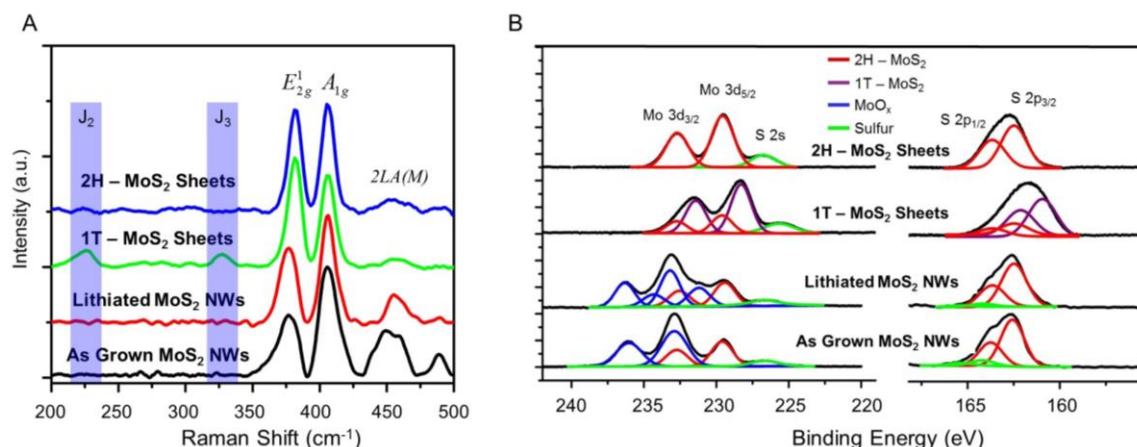 A
J₂
J₃
E¹₂g
A₁g
2LA(M)
2H – MoS₂ Sheets
1T – MoS₂ Sheets
Lithiated MoS₂ NWs
As Grown MoS₂ NWs
Intensity (a.u.)
200 250 300 350 400 450 500
Raman Shift (cm⁻¹)
B
2H – MoS₂
1T – MoS₂
MoOₓ
Sulfur
Mo 3d₃/₂
Mo 3d₅/₂
S 2s
S 2p₁/₂
S 2p₃/₂
2H – MoS₂ Sheets
1T – MoS₂ Sheets
Lithiated MoS₂ NWs
As Grown MoS₂ NWs
240 235 230 225 220 165 160
Binding Energy (eV)